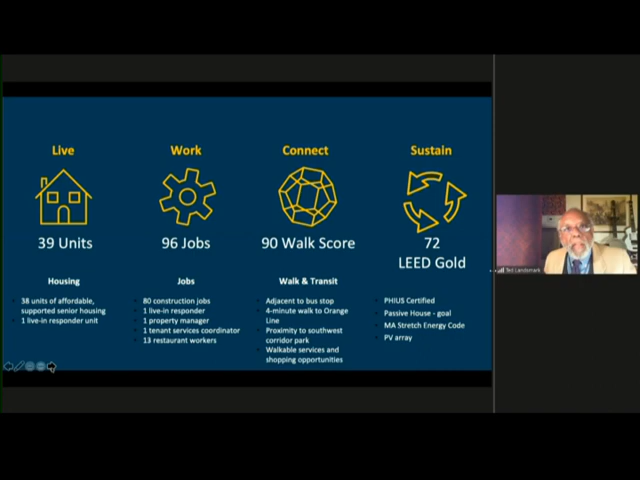 Live
39 Units
Housing
38 units of affordable,
supported senior housing
1 live-in responder unit
Work
96 Jobs
Jobs
80 construction jobs
1 live-in responder
1 property manager
1 tenant services coordinator
13 restaurant workers
Connect
90 Walk Score
Walk & Transit
Adjacent to bus stop
4-minute walk to Orange
Line
Proximity to southwest
corridor park
Walkable services and
shopping opportunities
Sustain
72
LEED Gold
PHIUS Certified
Passive House - goal
MA Stretch Energy Code
PV array
Ted Landsmark